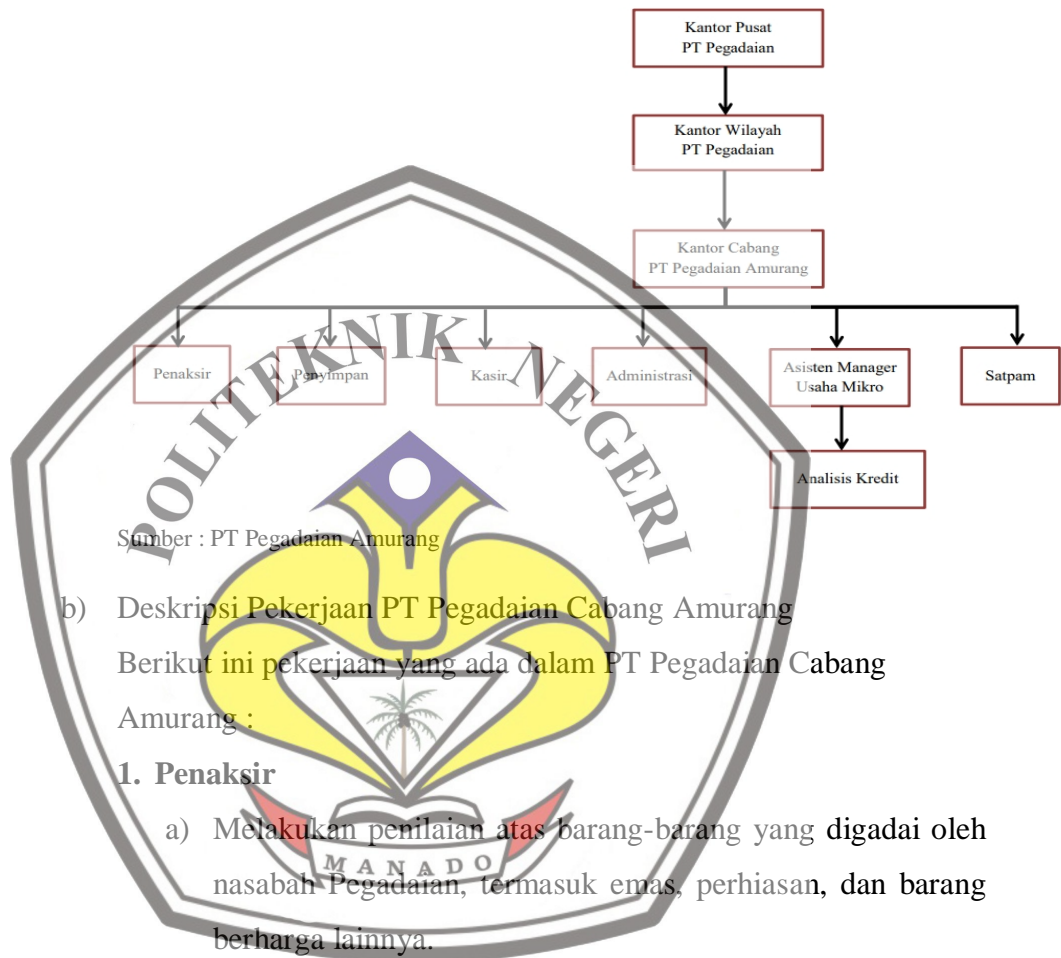 Kantor Pusat
PT Pegadaian
Kantor Wilayah
PT Pegadaian
Kantor Cabang
PT Pegadaian Amurang
Penaksir
Penyimpan
Kasir
Administrasi
Asisten Manager
Usaha Mikro
Satpam
Analisis Kredit
POLITEKNIK NEGERI
Sumber : PT Pegadaian Amurang
b) Deskripsi Pekerjaan PT Pegadaian Cabang Amurang
Berikut ini pekerjaan yang ada dalam PT Pegadaian Cabang
Amurang :
1. Penaksir
a) Melakukan penilaian atas barang-barang yang digadai oleh
MANADO
nasabah Pegadaian, termasuk emas, perhiasan, dan barang
berharga lainnya.